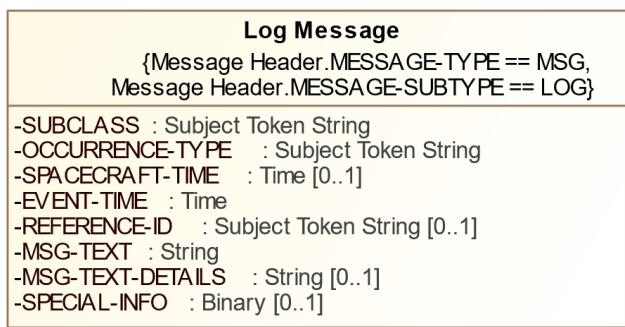 Log Message
{Message Header.MESSAGE-TYPE == MSG,
Message Header.MESSAGE-SUBTYPE == LOG}
-SUBCLASS : Subject Token String
-OCCURRENCE-TYPE : Subject Token String
-SPACECRAFT-TIME : Time [0..1]
-EVENT-TIME : Time
-REFERENCE-ID : Subject Token String [0..1]
-MSG-TEXT : String
-MSG-TEXT-DETAILS : String [0..1]
-SPECIAL-INFO : Binary [0..1]